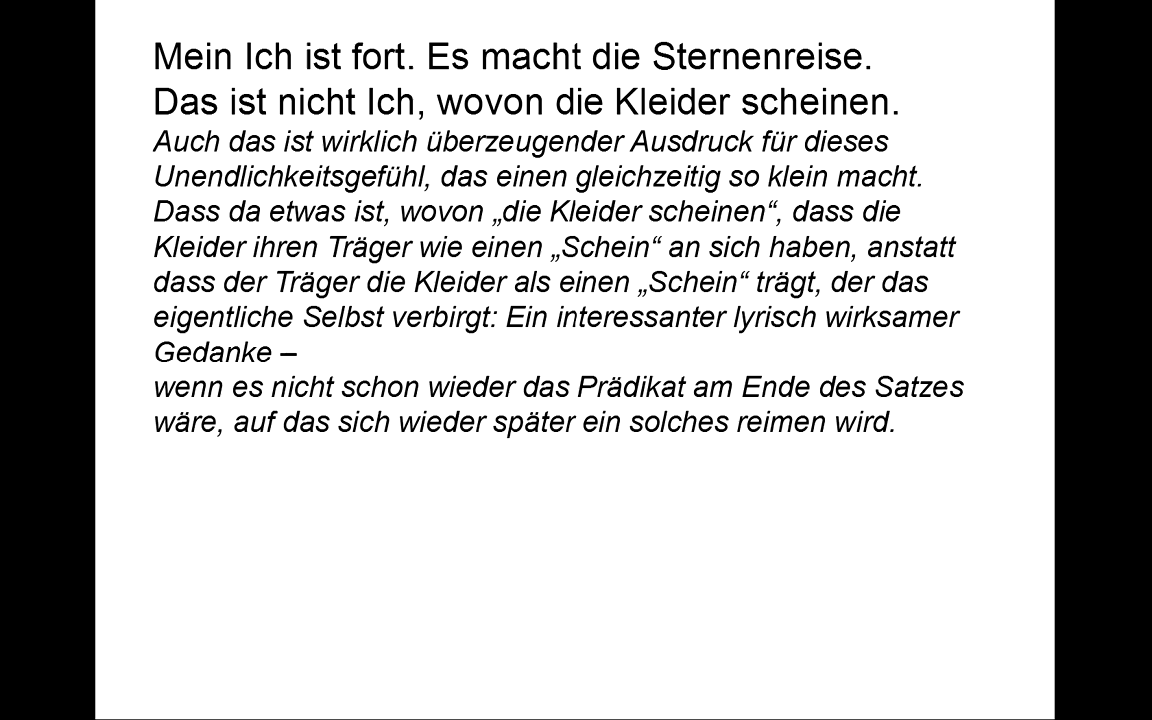 Mein Ich ist fort. Es macht die Sternenreise.
Das ist nicht Ich, wovon die Kleider scheinen.
Auch das ist wirklich überzeugender Ausdruck für dieses
Unendlichkeitsgefühl, das einen gleichzeitig so klein macht.
Dass da etwas ist, wovon „die Kleider scheinen“, dass die
Kleider ihren Träger wie einen „Schein“ an sich haben, anstatt
dass der Träger die Kleider als einen „Schein“ trägt, der das
eigentliche Selbst verbirgt: Ein interessanter lyrisch wirksamer
Gedanke –
wenn es nicht schon wieder das Prädikat am Ende des Satzes
wäre, auf das sich wieder später ein solches reimen wird.